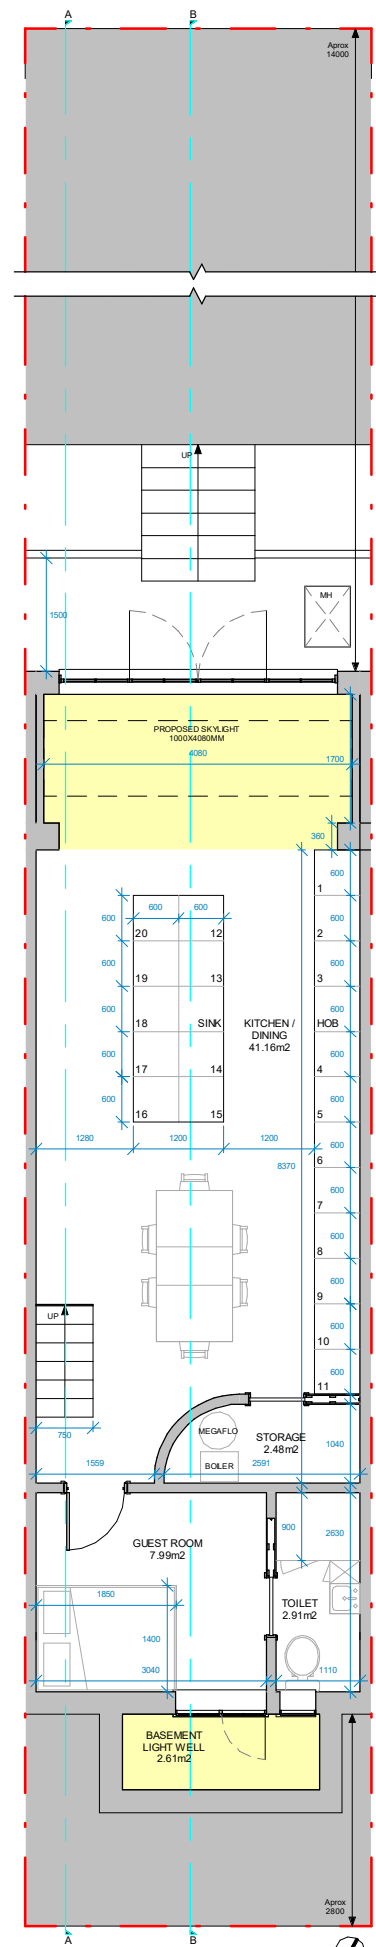 A B
Aprox
14000
UP
1500
MH
PROPOSED SKYLIGHT
1000X4080MM
4080
1700
360
600
1
600 600
600
20 12
600
2
600
19 13
600
3
600
18 SINK
KITCHEN /
DINING
41.16m2
HOB
600
17 14
600
4
600
16 15
600
5
1280 1200 1200
600
8370
6
600
7
600
8
600
9
UP
600
10
600
11
MEGAFLO
STORAGE
2.48m2
1040
750
1559
BOILER
2591
GUEST ROOM
7.99m2
900
2630
1850
TOILET
2.91m2
1400
3040
1110
BASEMENT
LIGHT WELL
2.61m2
Aprox
2800
A B